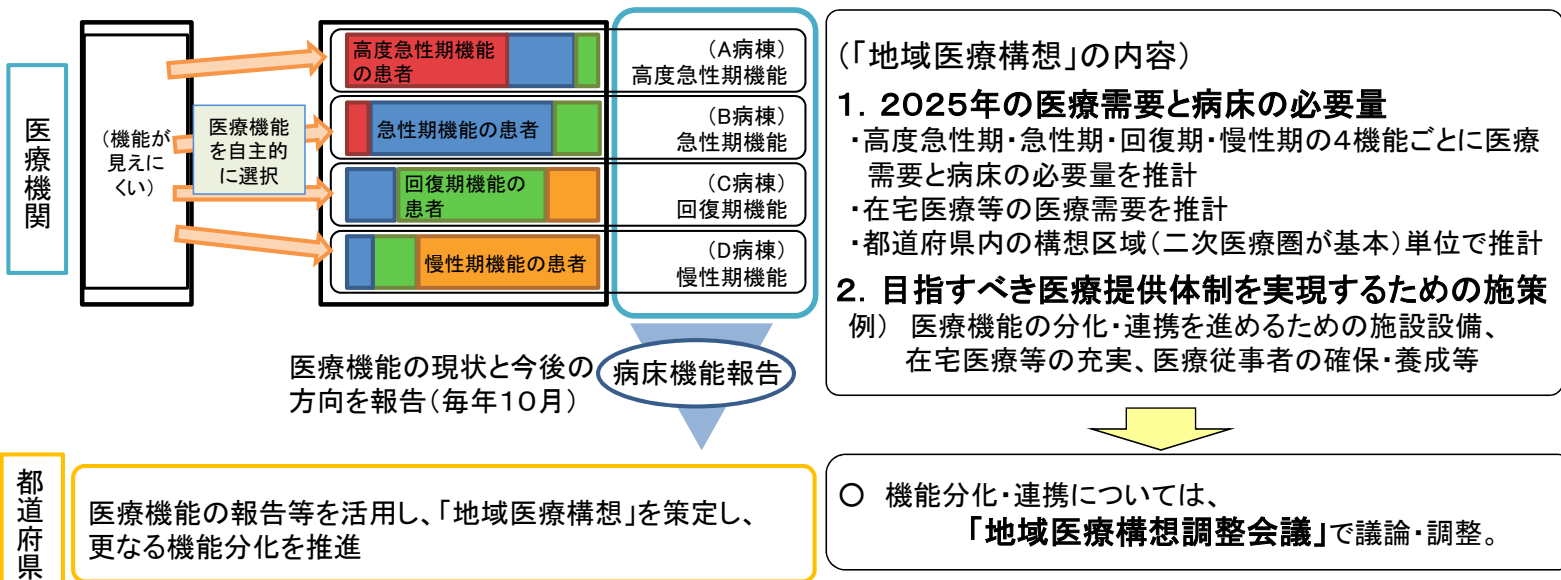 医療機関
(機能が
見えに
くい)
医療機能
を自主的
に選択
高度急性期機能
の患者
(A病棟)
高度急性期機能
急性期機能の患者
(B病棟)
急性期機能
回復期機能の
患者
(C病棟)
回復期機能
慢性期機能の患者
(D病棟)
慢性期機能
医療機能の現状と今後の
方向を報告(毎年10月)
病床機能報告
都道府県
医療機能の報告等を活用し、「地域医療構想」を策定し、
更なる機能分化を推進
(「地域医療構想」の内容)
1.2025年の医療需要と病床の必要量
・高度急性期・急性期・回復期・慢性期の4機能ごとに医療
需要と病床の必要量を推計
・在宅医療等の医療需要を推計
・都道府県内の構想区域(二次医療圏が基本)単位で推計
2.目指すべき医療提供体制を実現するための施策
例) 医療機能の分化・連携を進めるための施設設備、
在宅医療等の充実、医療従事者の確保・養成等
○ 機能分化・連携については、
「地域医療構想調整会議」で議論・調整。